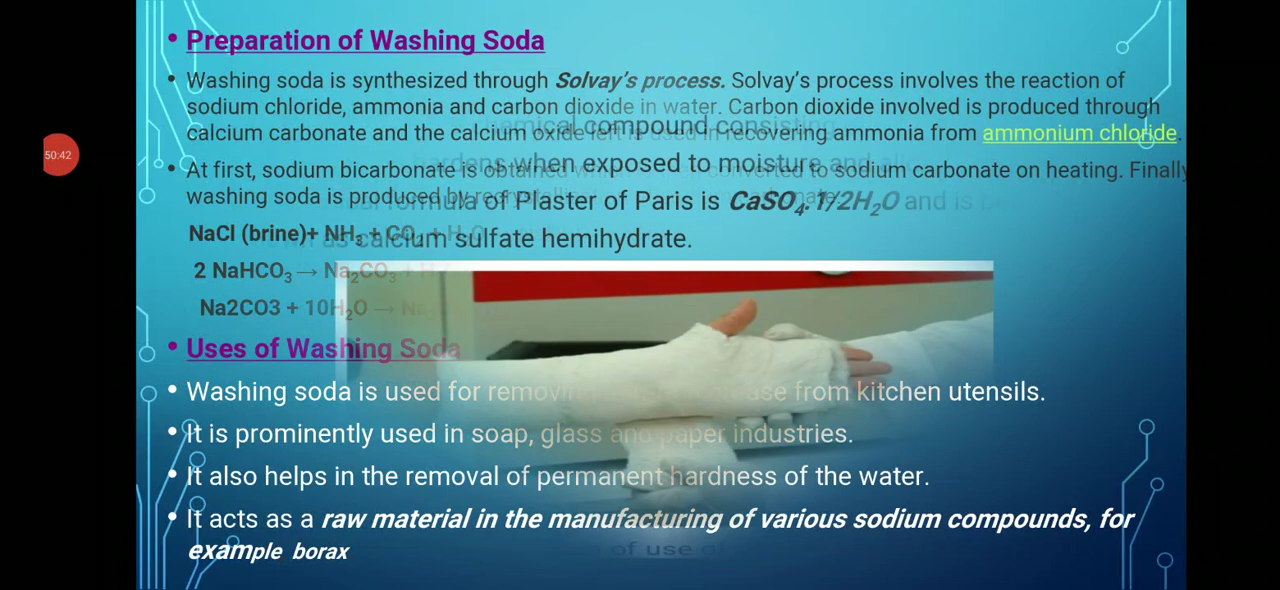 Preparation of Washing Soda
Washing soda is synthesized through Solvay's process. Solvay's process involves the reaction of
sodium chloride, ammonia and carbon dioxide in water. Carbon dioxide involved is produced through
calcium carbonate and the calcium oxide left is used in recovering ammonia from ammonium chloride.
50:42
chemical compound consisting
hardens when exposed to moisture and
At first, sodium bicarbonate is obtained which converted to sodium carbonate on heating. Finally
washing soda is produced by
formula of Plaster of Paris is CaSO4.1/2H2O and is
as calcium sulfate hemihydrate.
NaCl (brine)+ NH3 + CO2 + H2O
2 NaHCO3 → Na2CO3 +
Na2CO3 + 10H2O → Na
Uses of Washing Soda
Washing soda is used for removing from kitchen utensils.
It is prominently used in soap, glass and paper industries.
It also helps in the removal of permanent hardness of the water.
It acts as a raw material in the manufacturing of various sodium compounds, for
example borax
of use of